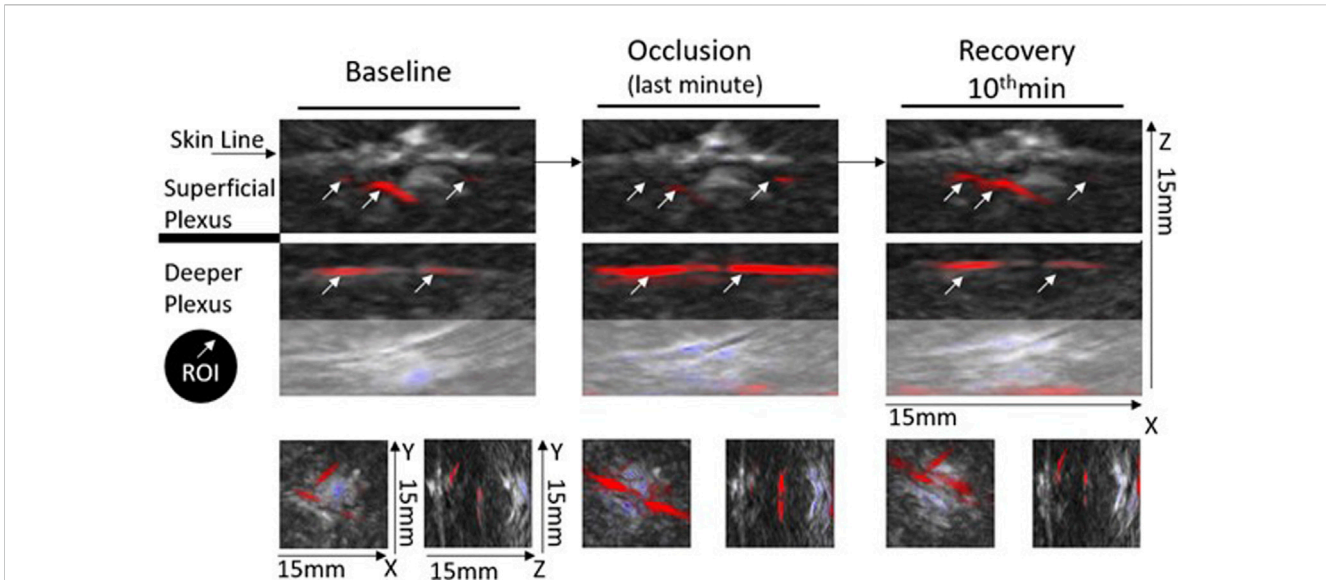 Baseline
Occlusion
(last minute)
Recovery
10thmin
Skin Line
Superficial
Plexus
Deeper
Plexus
ROI
Z
15mm
15mm
X
Y
15mm
15mm
X
Y
15mm
15mm
Z